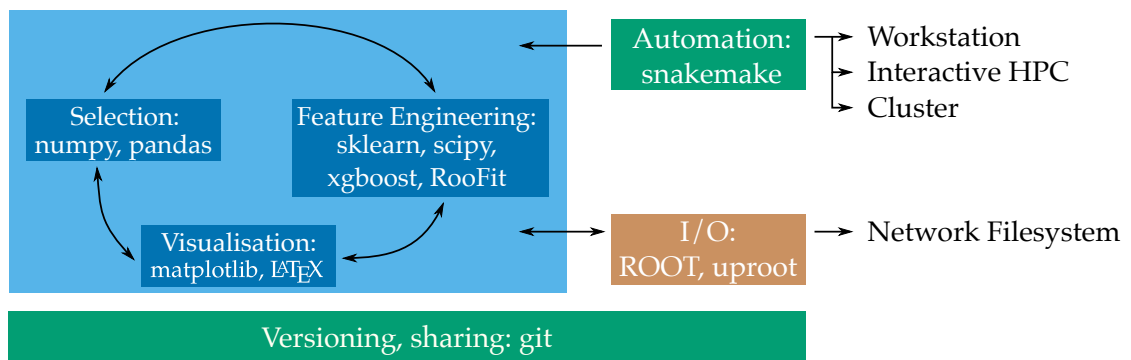 Automation:
snakemake
Workstation
Interactive HPC
Cluster
Selection:
numpy, pandas
Feature Engineering:
sklearn, scipy,
xgboost, RooFit
Visualisation:
matplotlib, LATEX
I/O:
ROOT, uproot
Network Filesystem
Versioning, sharing: git